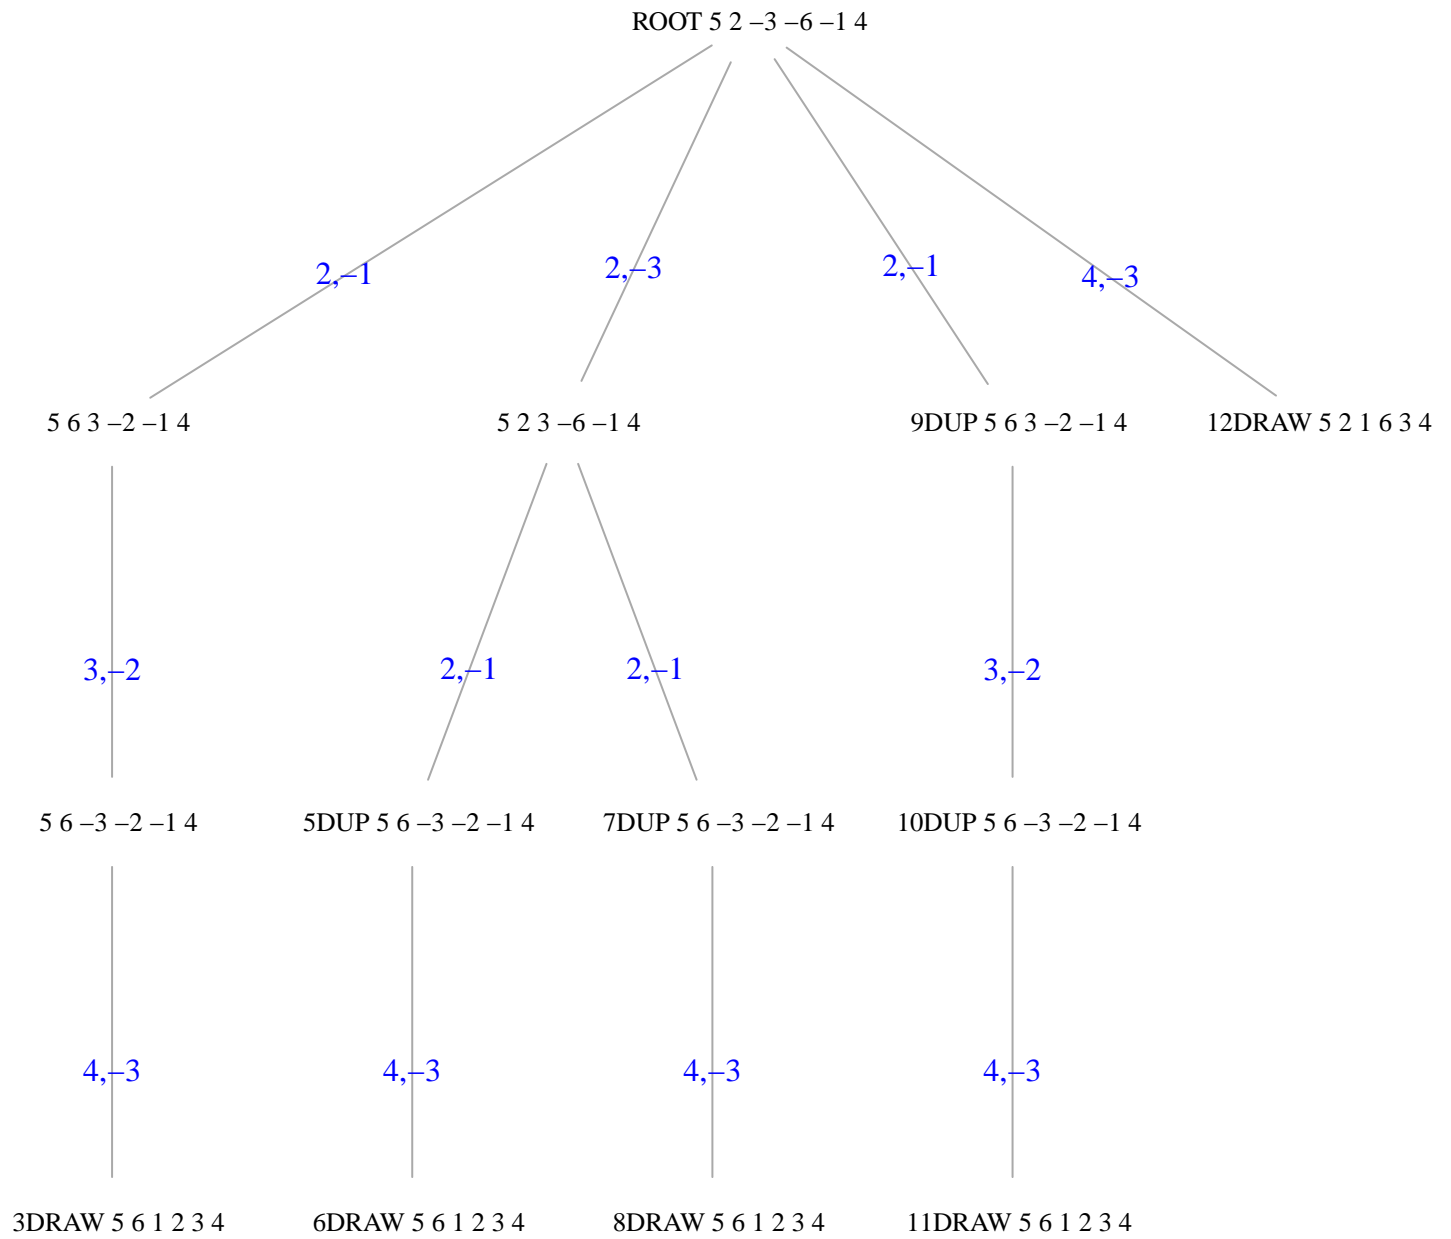 ROOT 5 2 –3 –6 –1 4
2,–1
2,–3
2,–1
4,–3
5 6 3 –2 –1 4
5 2 3 –6 –1 4
9DUP 5 6 3 –2 –1 4
12DRAW 5 2 1 6 3 4
3,–2
2,–1
2,–1
3,–2
5 6 –3 –2 –1 4
5DUP 5 6 –3 –2 –1 4
7DUP 5 6 –3 –2 –1 4
10DUP 5 6 –3 –2 –1 4
4,–3
4,–3
4,–3
4,–3
3DRAW 5 6 1 2 3 4
6DRAW 5 6 1 2 3 4
8DRAW 5 6 1 2 3 4
11DRAW 5 6 1 2 3 4